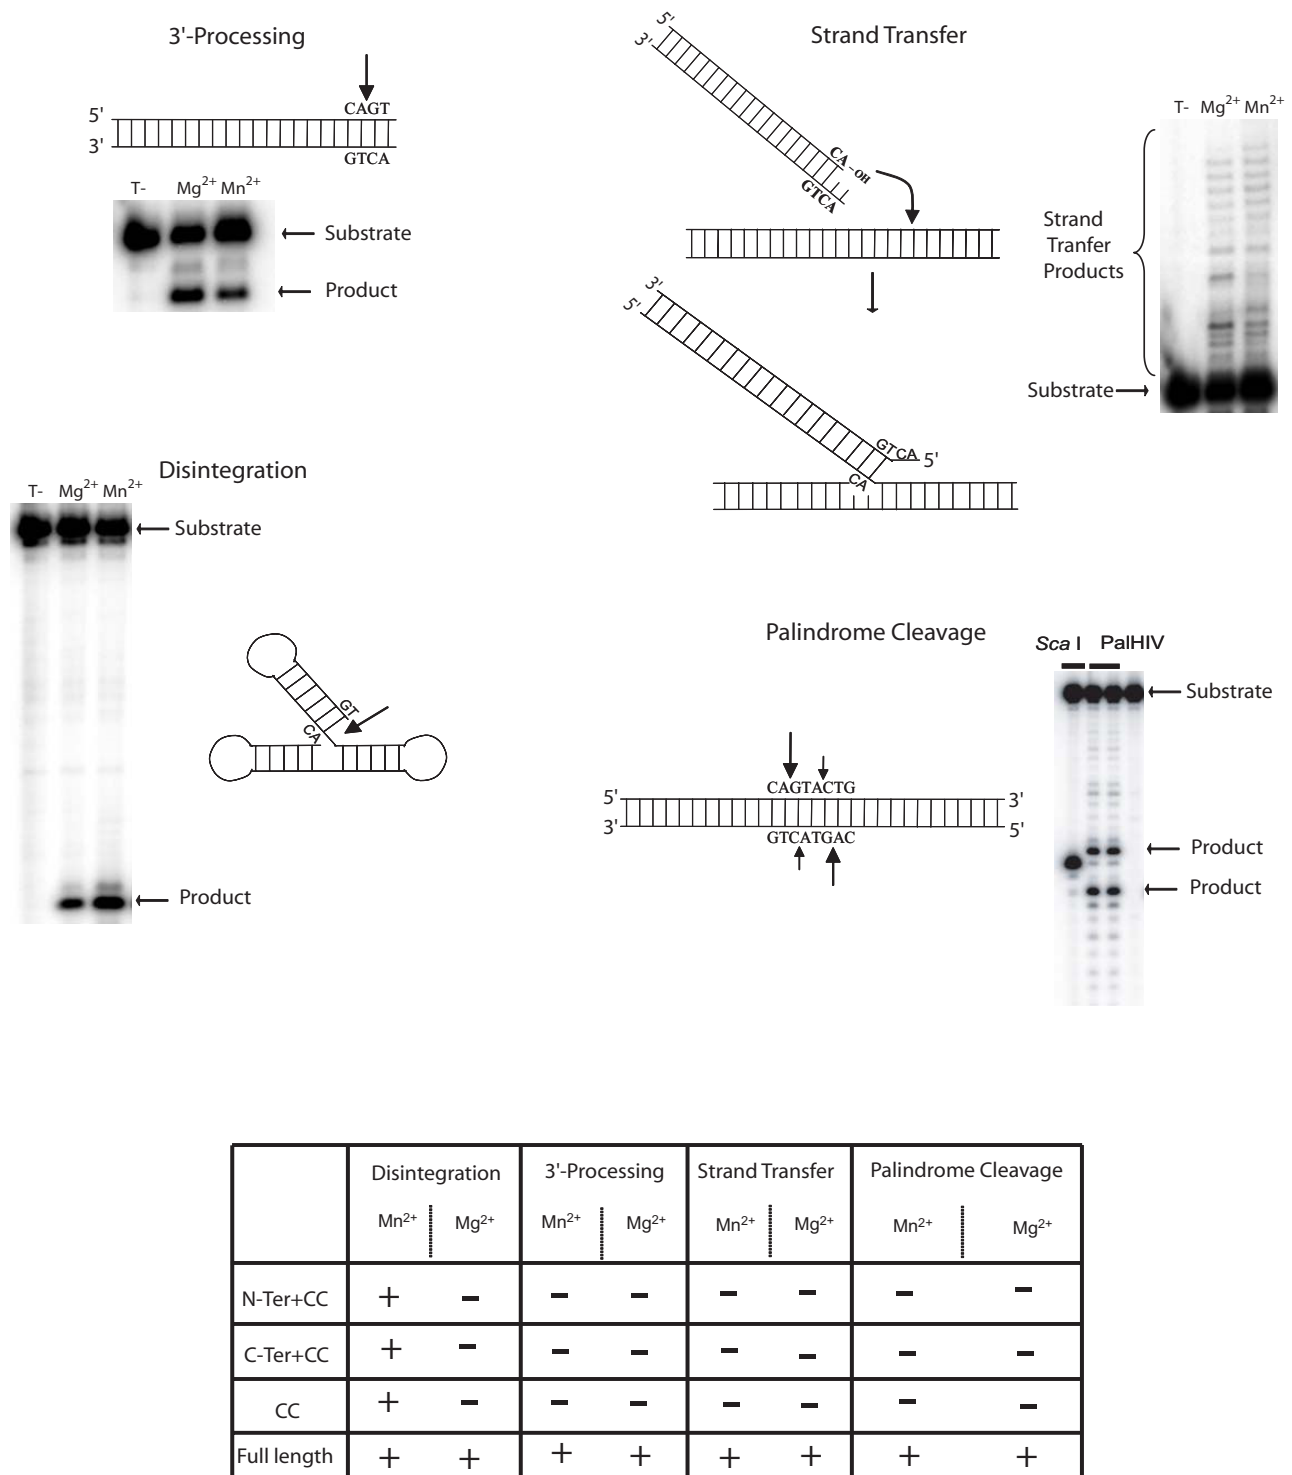 3'-Processing
CAGT
5'
3'
GTCA
T- Mg2+ Mn2+
Substrate
Product
Strand Transfer
5'
3'
CA-OH
GTCA
3'
5'
GTCA 5'
CA
T- Mg2+ Mn2+
Strand
Tranfer
Products
Substrate
Disintegration
T- Mg2+ Mn2+
Substrate
Product
GT
CA
Palindrome Cleavage
CAGTACTG
5' 3'
3' 5'
GTCATGAC
Sca I PalHIV
Substrate
Product
Product
Disintegration 3'-Processing Strand Transfer Palindrome Cleavage
Mn2+ Mg2+ Mn2+ Mg2+ Mn2+ Mg2+ Mn2+ Mg2+
N-Ter+CC + - - - - - - -
C-Ter+CC + - - - - - - -
CC + - - - - - - -
Full length + + + + + + + +